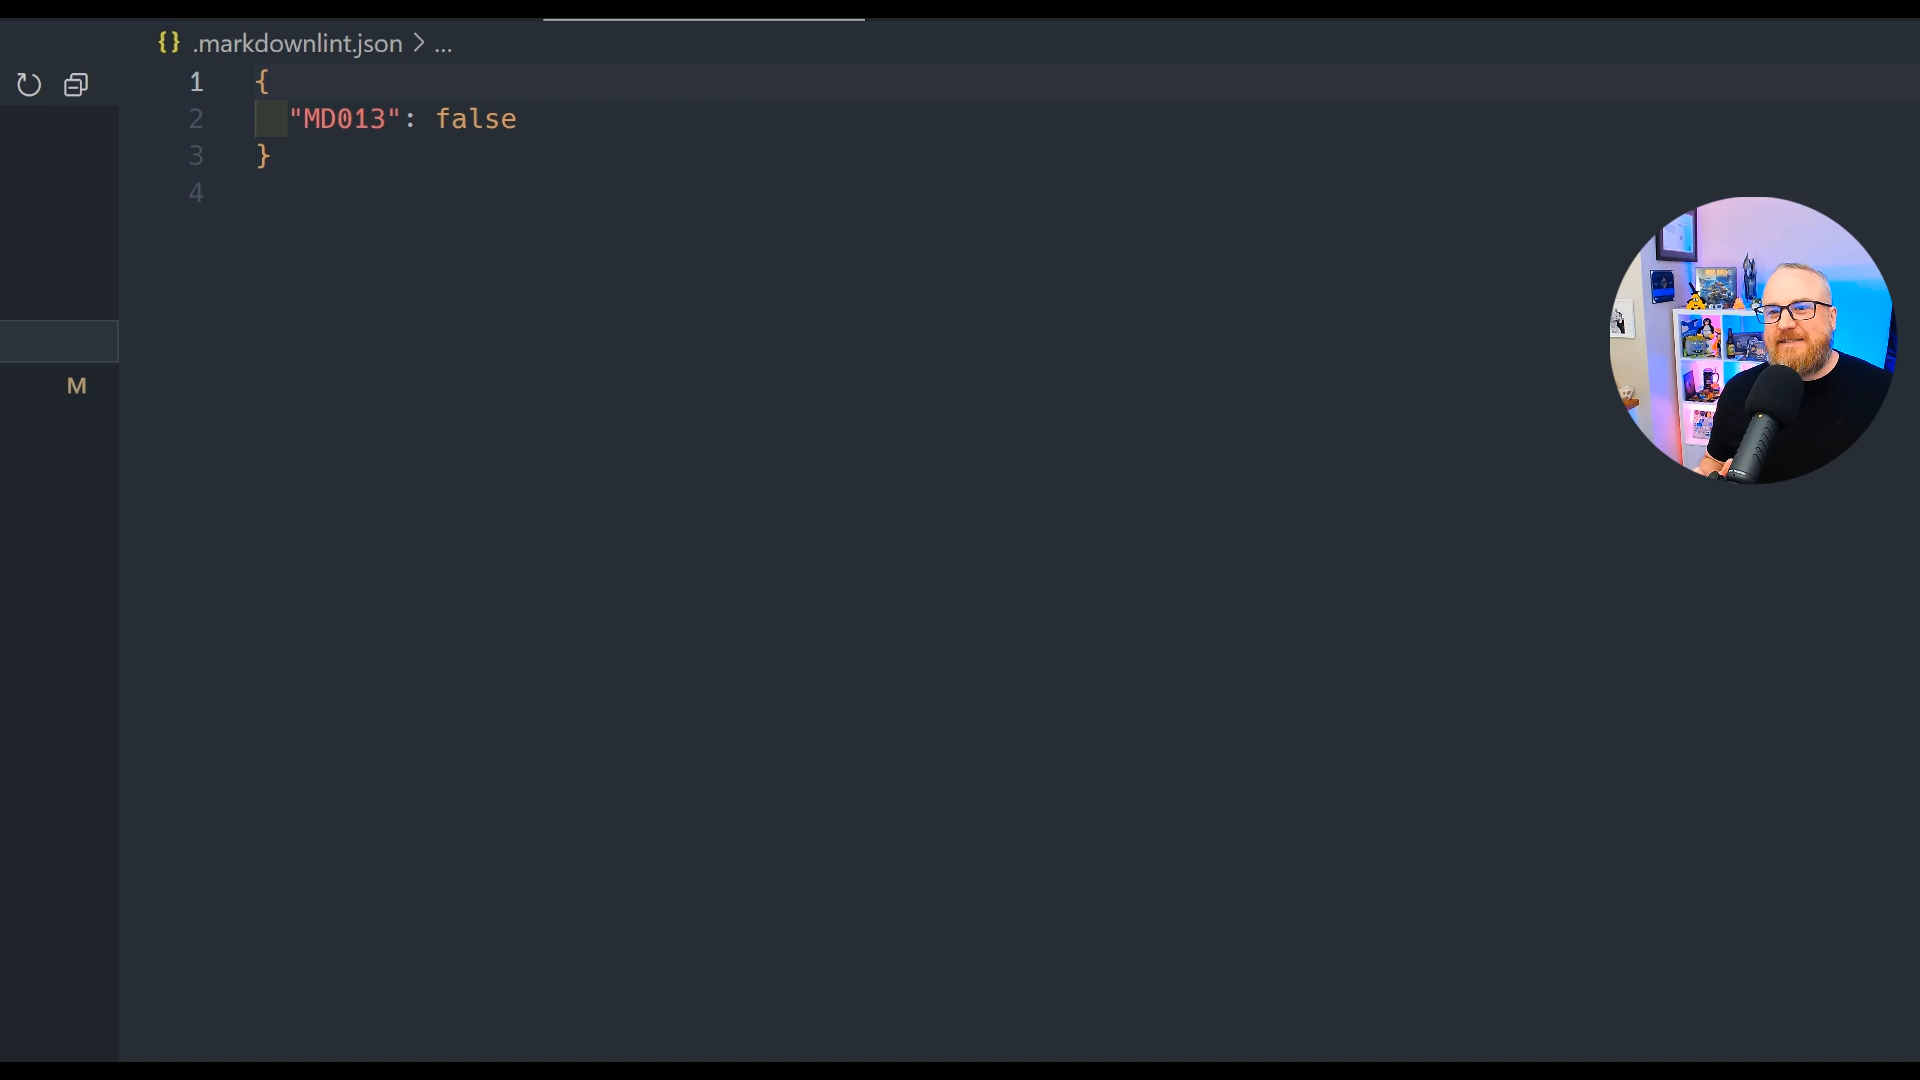 {} .markdownlint.json > ...
1 {
2 "MD013": false
3 }
4
M